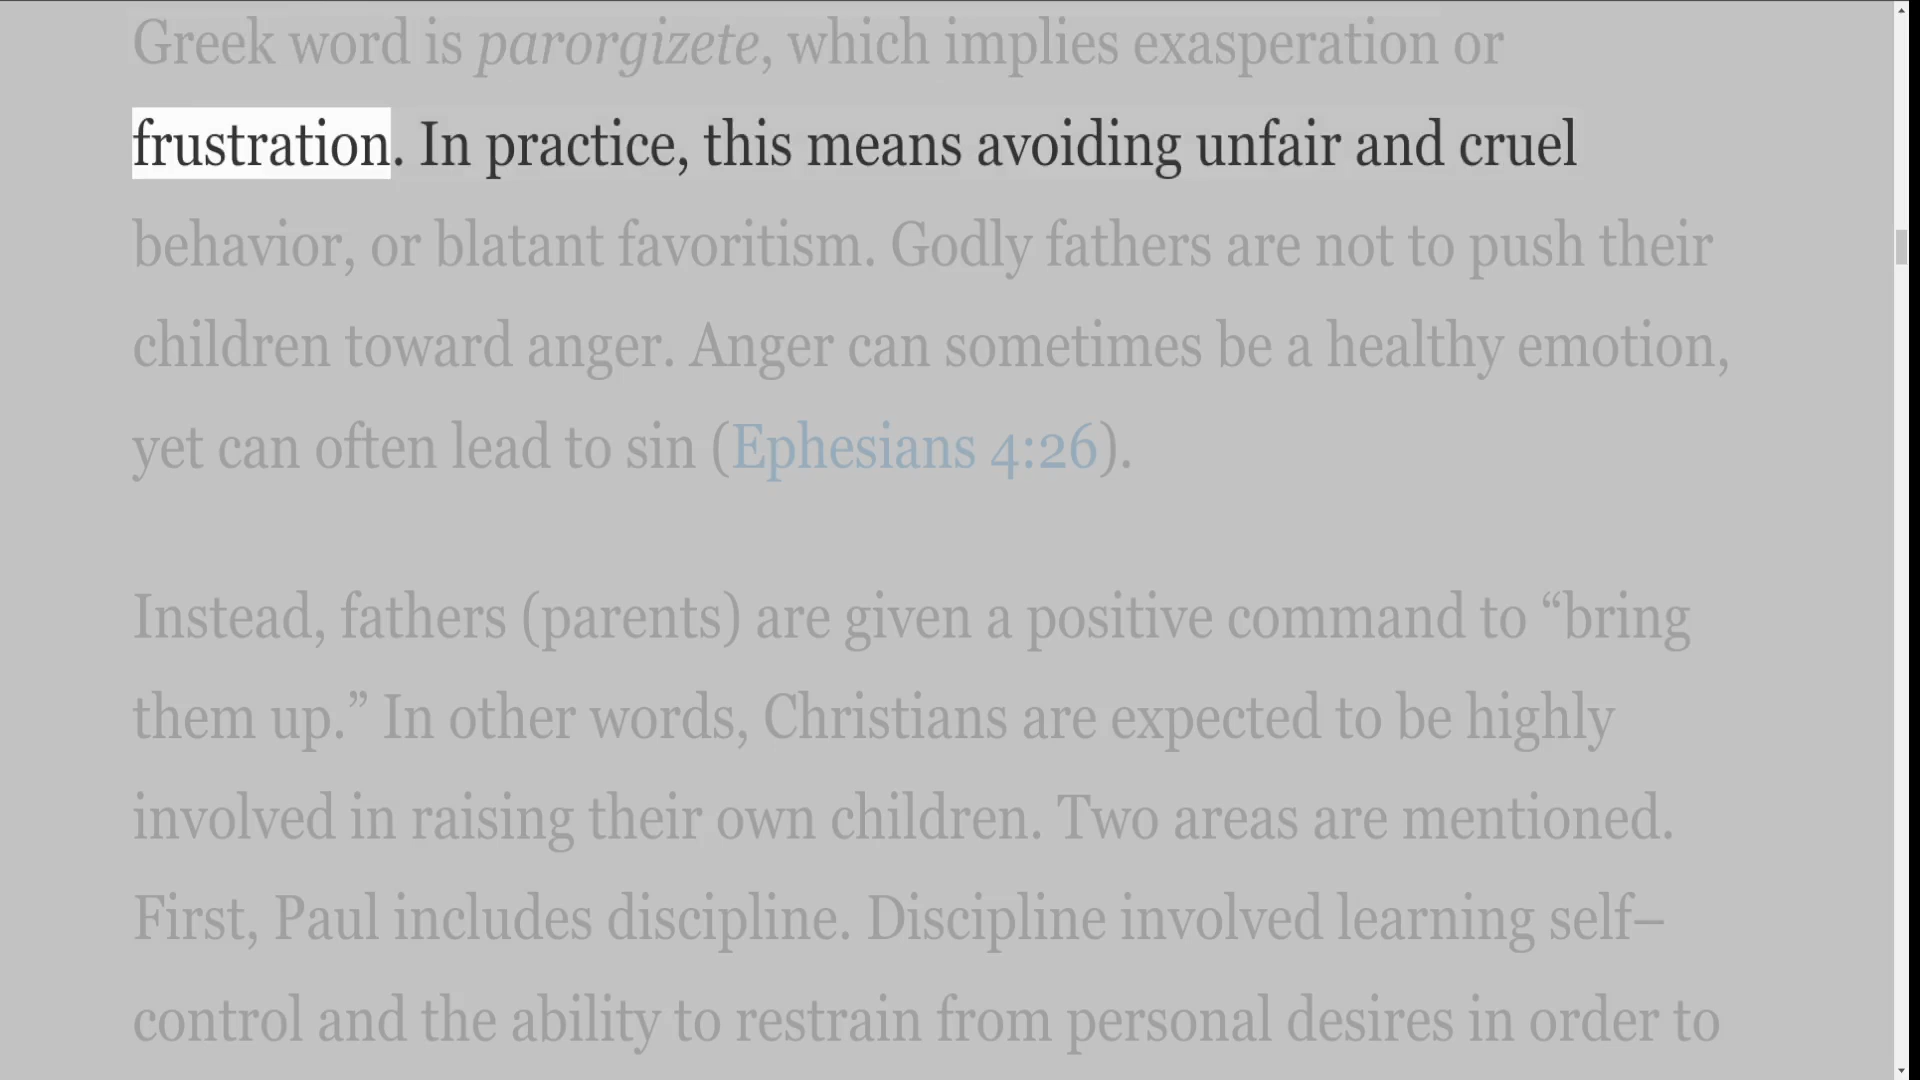 Greek word is parorgizete, which implies exasperation or
frustration. In practice, this means avoiding unfair and cruel
behavior, or blatant favoritism. Godly fathers are not to push their
children toward anger. Anger can sometimes be a healthy emotion,
yet can often lead to sin (Ephesians 4:26).
Instead, fathers (parents) are given a positive command to “bring
them up.” In other words, Christians are expected to be highly
involved in raising their own children. Two areas are mentioned.
First, Paul includes discipline. Discipline involved learning self–
control and the ability to restrain from personal desires in order to